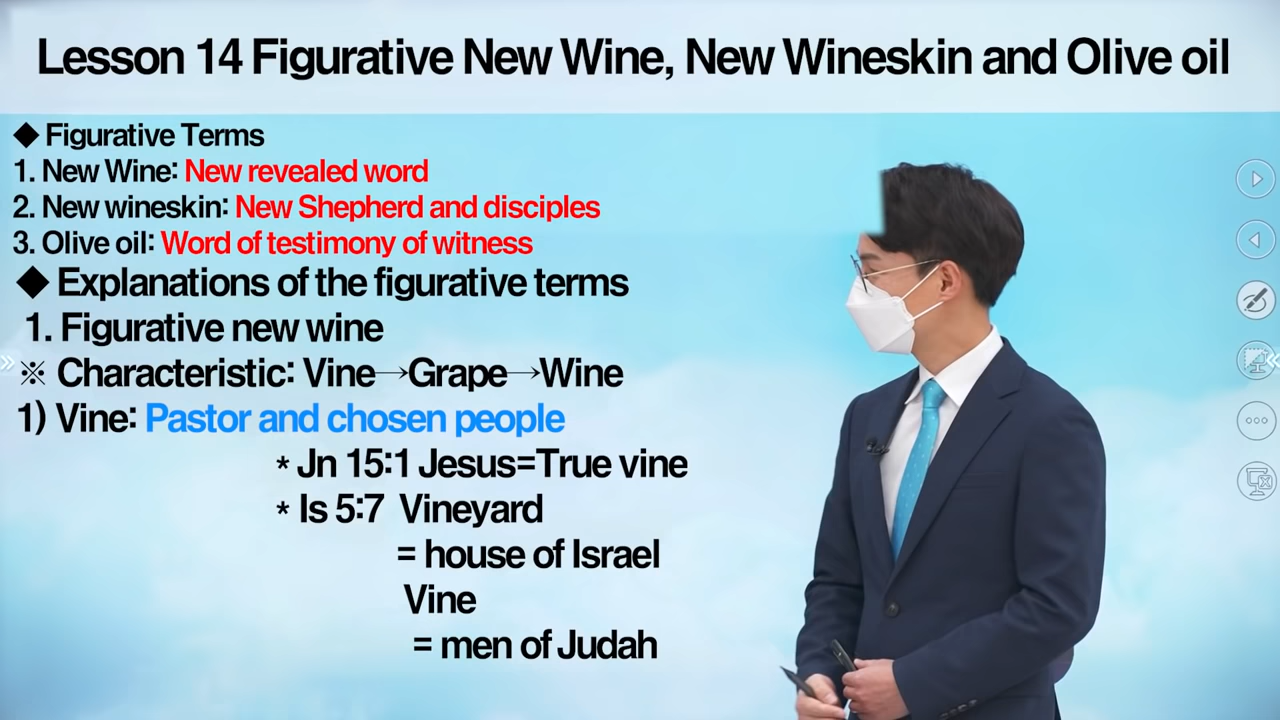 Lesson 14 Figurative New Wine, New Wineskin and Olive oil
◆ Figurative Terms
1. New Wine: New revealed word
2. New wineskin: New Shepherd and disciples
3. Olive oil: Word of testimony of witness
◆ Explanations of the figurative terms
1. Figurative new wine
※ Characteristic: Vine→Grape→Wine
1) Vine: Pastor and chosen people
* Jn 15:1 Jesus=True vine
* Is 5:7 Vineyard
= house of Israel
Vine
= men of Judah